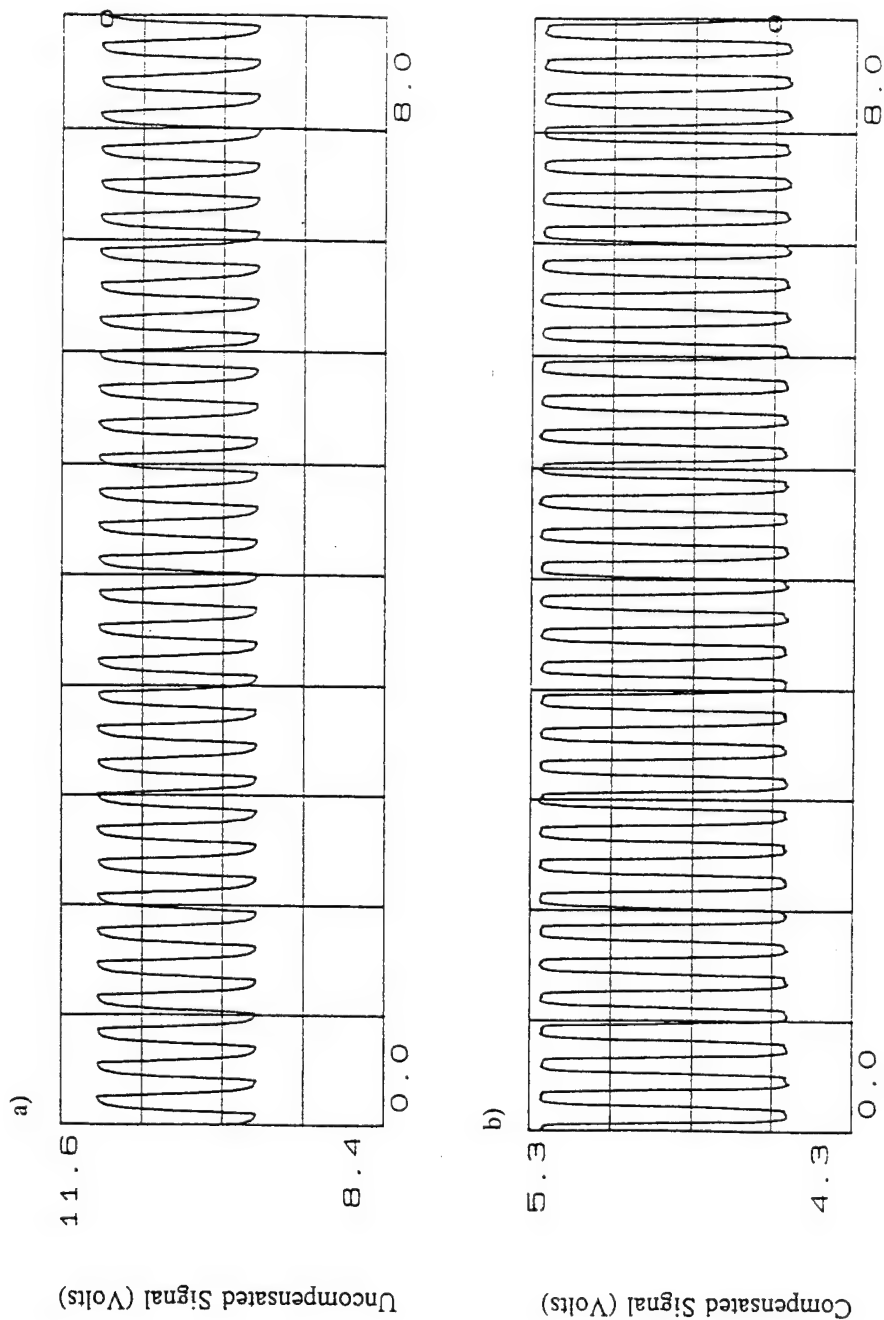 a)
Uncompensated Signal (Volts)
11.6
8.4
0.0
8.0
b)
Compensated Signal (Volts)
5.3
4.3
0.0
8.0